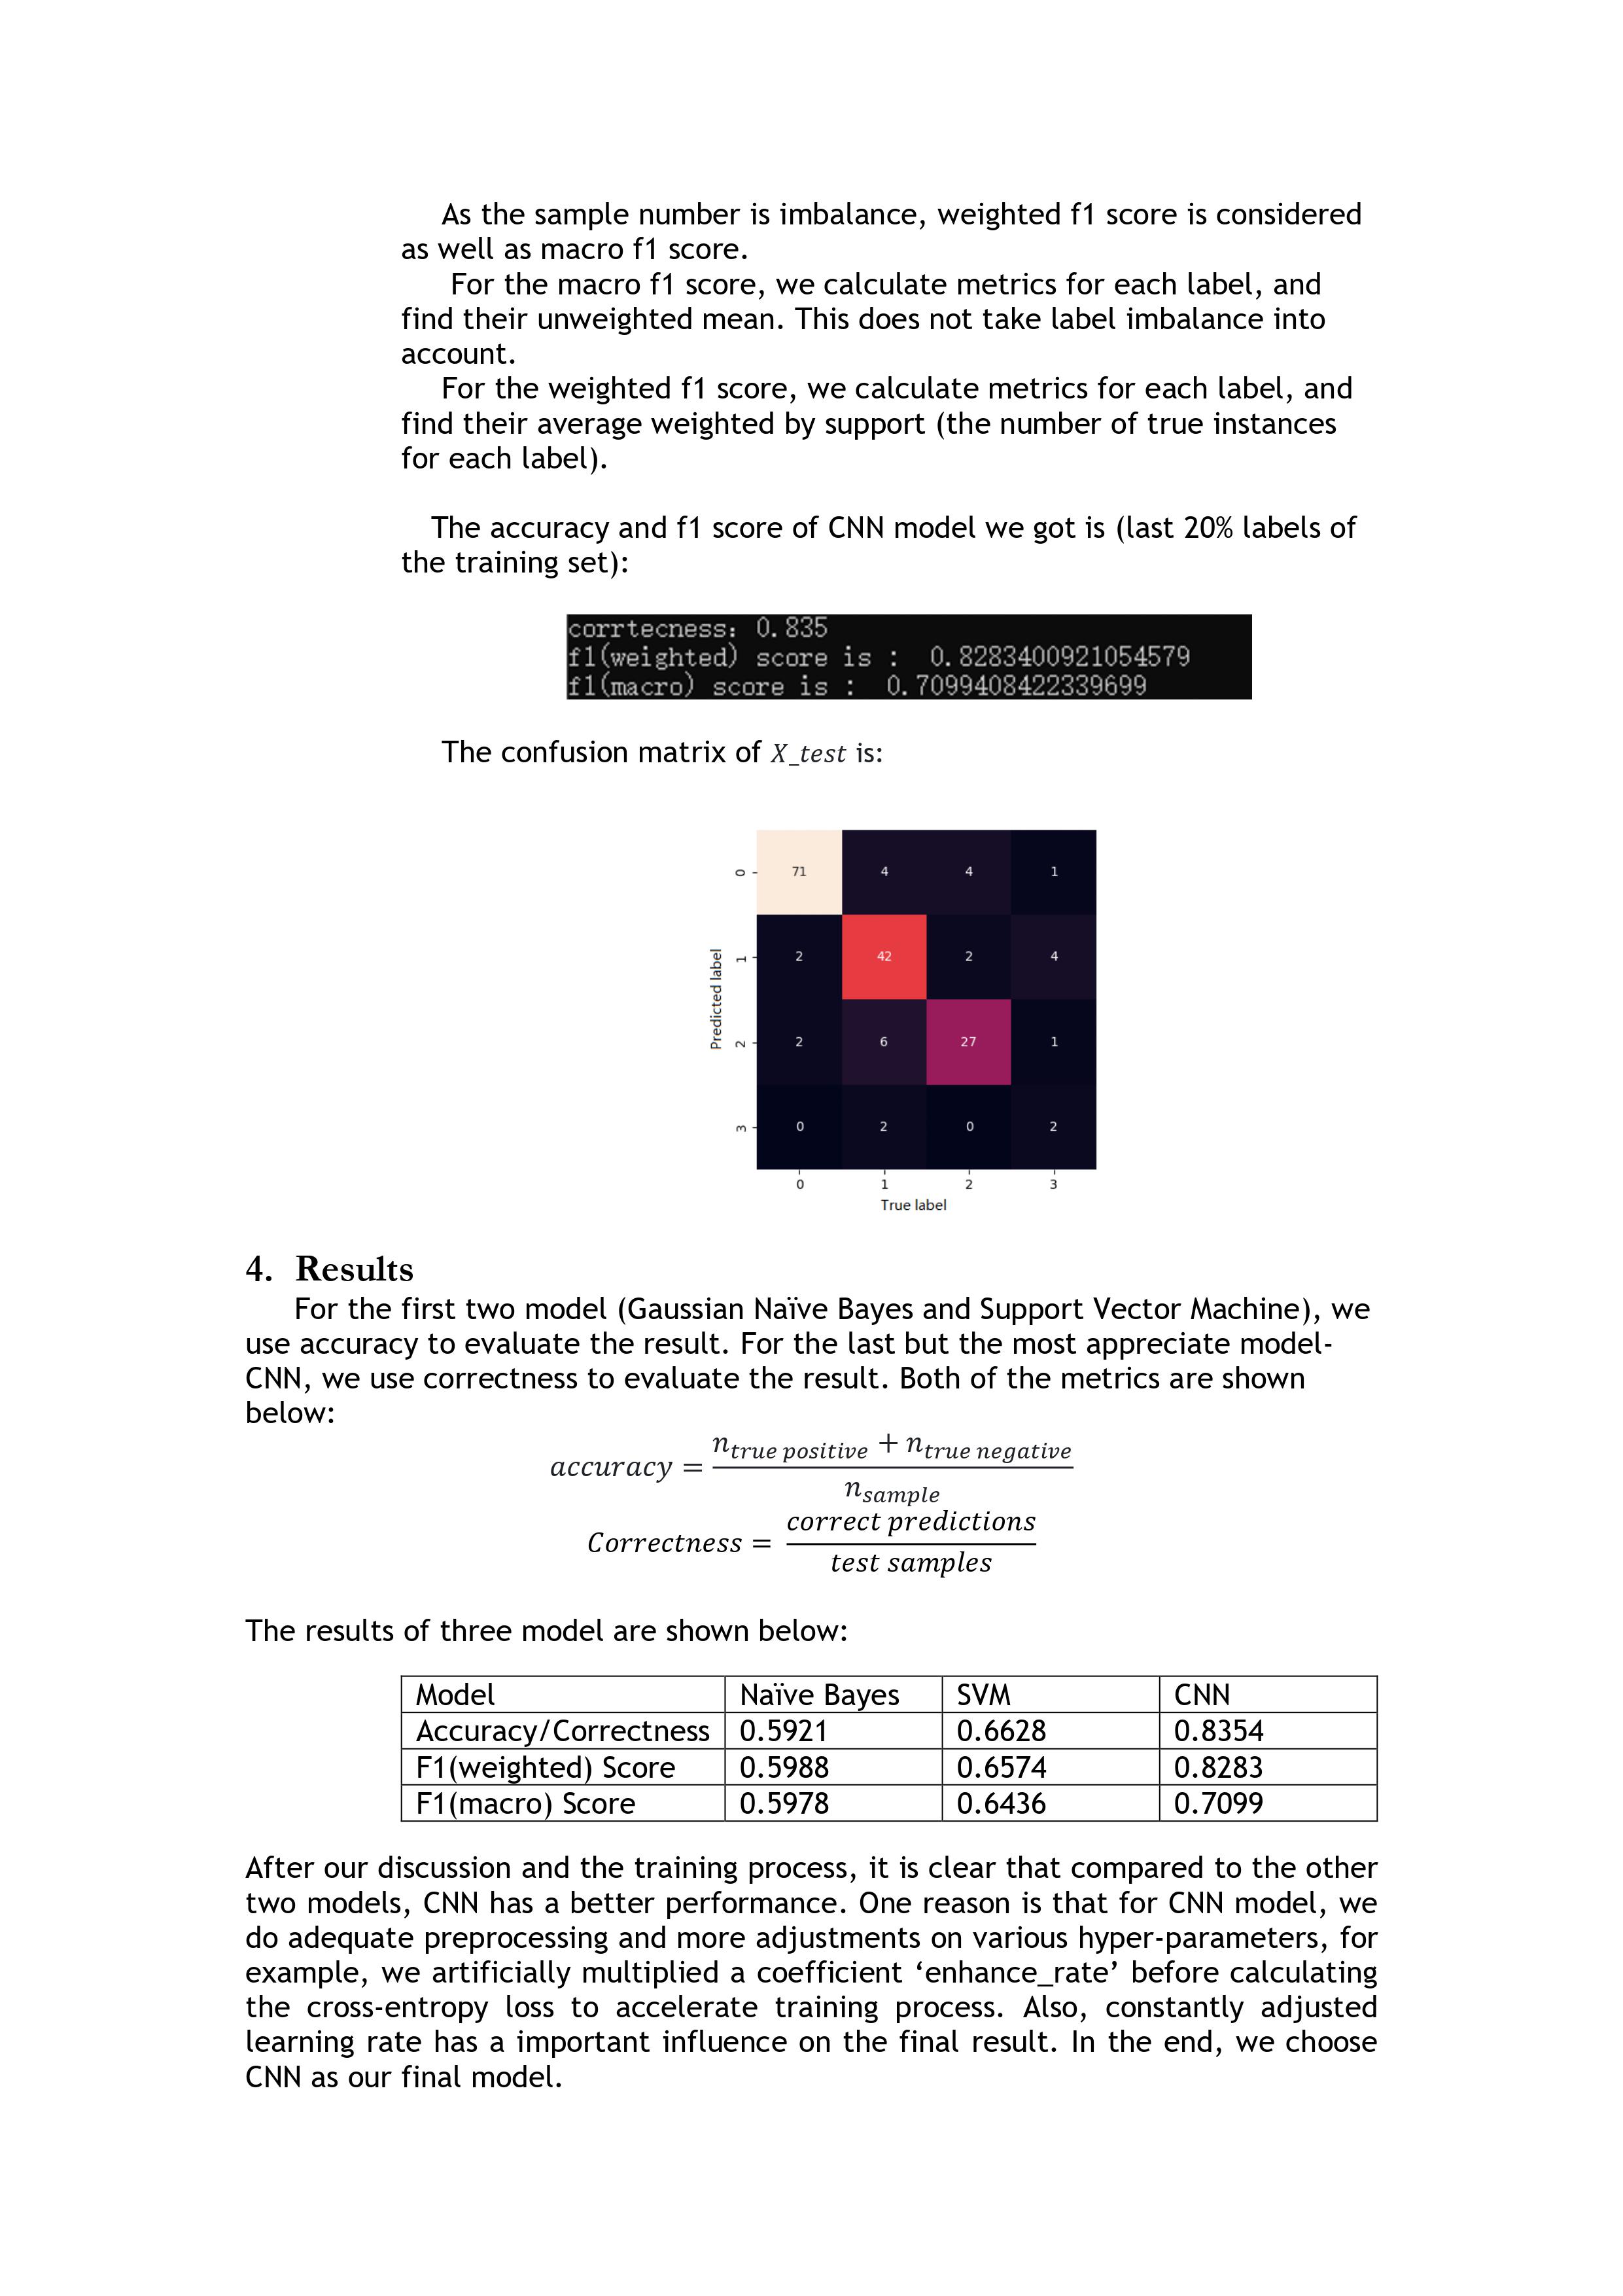 As the sample number is imbalance, weighted f1 score is considered
as well as macro f1 score.
For the macro f1 score, we calculate metrics for each label, and
find their unweighted mean. This does not take label imbalance into
account.
For the weighted f1 score, we calculate metrics for each label, and
find their average weighted by support (the number of true instances
for each label).
The accuracy and f1 score of CNN model we got is (last 20% labels of
the training set):
corrtecness: 0.835
f1(weighted) score is : 0.8283400921054579
f1(macro) score is : 0.7099408422339699
The confusion matrix of X_test is:
0 71 4 4 1
1 2 42 2 4
Predicted label
2 2 6 27 1
3 0 2 0 2
0 1 2 3
True label
4. Results
For the first two model (Gaussian Naïve Bayes and Support Vector Machine), we
use accuracy to evaluate the result. For the last but the most appreciate model-
CNN, we use correctness to evaluate the result. Both of the metrics are shown
below:
accuracy = (n_true positive + n_true negative) / n_sample
Correctness = correct predictions / test samples
The results of three model are shown below:
Model Naïve Bayes SVM CNN
Accuracy/Correctness 0.5921 0.6628 0.8354
F1(weighted) Score 0.5988 0.6574 0.8283
F1(macro) Score 0.5978 0.6436 0.7099
After our discussion and the training process, it is clear that compared to the other
two models, CNN has a better performance. One reason is that for CNN model, we
do adequate preprocessing and more adjustments on various hyper-parameters, for
example, we artificially multiplied a coefficient ‘enhance_rate’ before calculating
the cross-entropy loss to accelerate training process. Also, constantly adjusted
learning rate has a important influence on the final result. In the end, we choose
CNN as our final model.